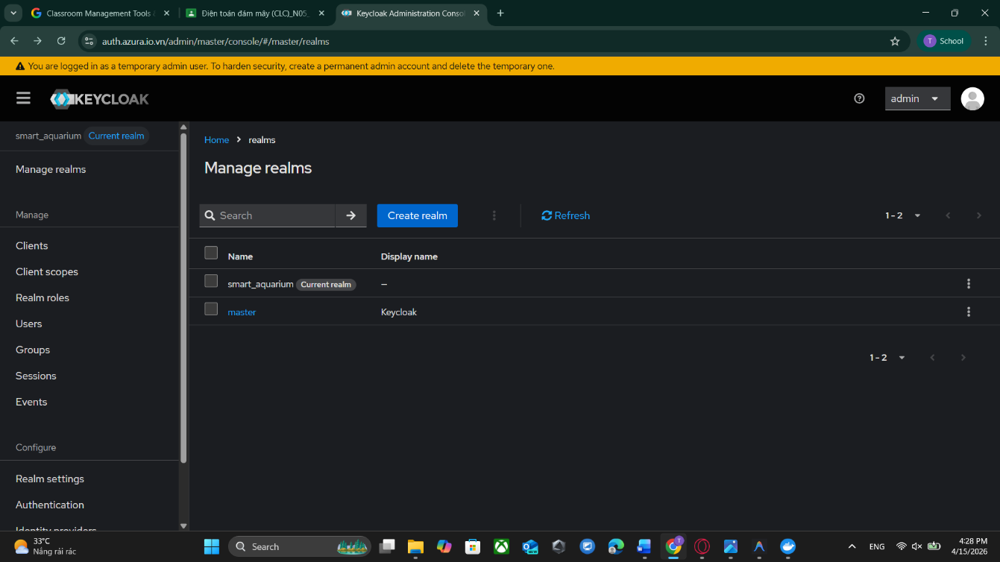 Classroom Management Tools
Điện toán đám mây (CLC)_N05_
Keycloak Administration Conso
auth.azura.io.vn/admin/master/console/#/master/realms
T
School
You are logged in as a temporary admin user. To harden security, create a permanent admin account and delete the temporary one.
KEYCLOAK
admin
smart_aquarium Current realm
Manage realms
Manage
Clients
Client scopes
Realm roles
Users
Groups
Sessions
Events
Configure
Realm settings
Authentication
Identity providers
Home realms
Manage realms
Search
Create realm
Refresh
1 - 2
Name Display name
smart_aquarium Current realm –
master Keycloak
1 - 2
33°C
Nắng rải rác
Search
NEW
T
ENG
4:28 PM
4/15/2026